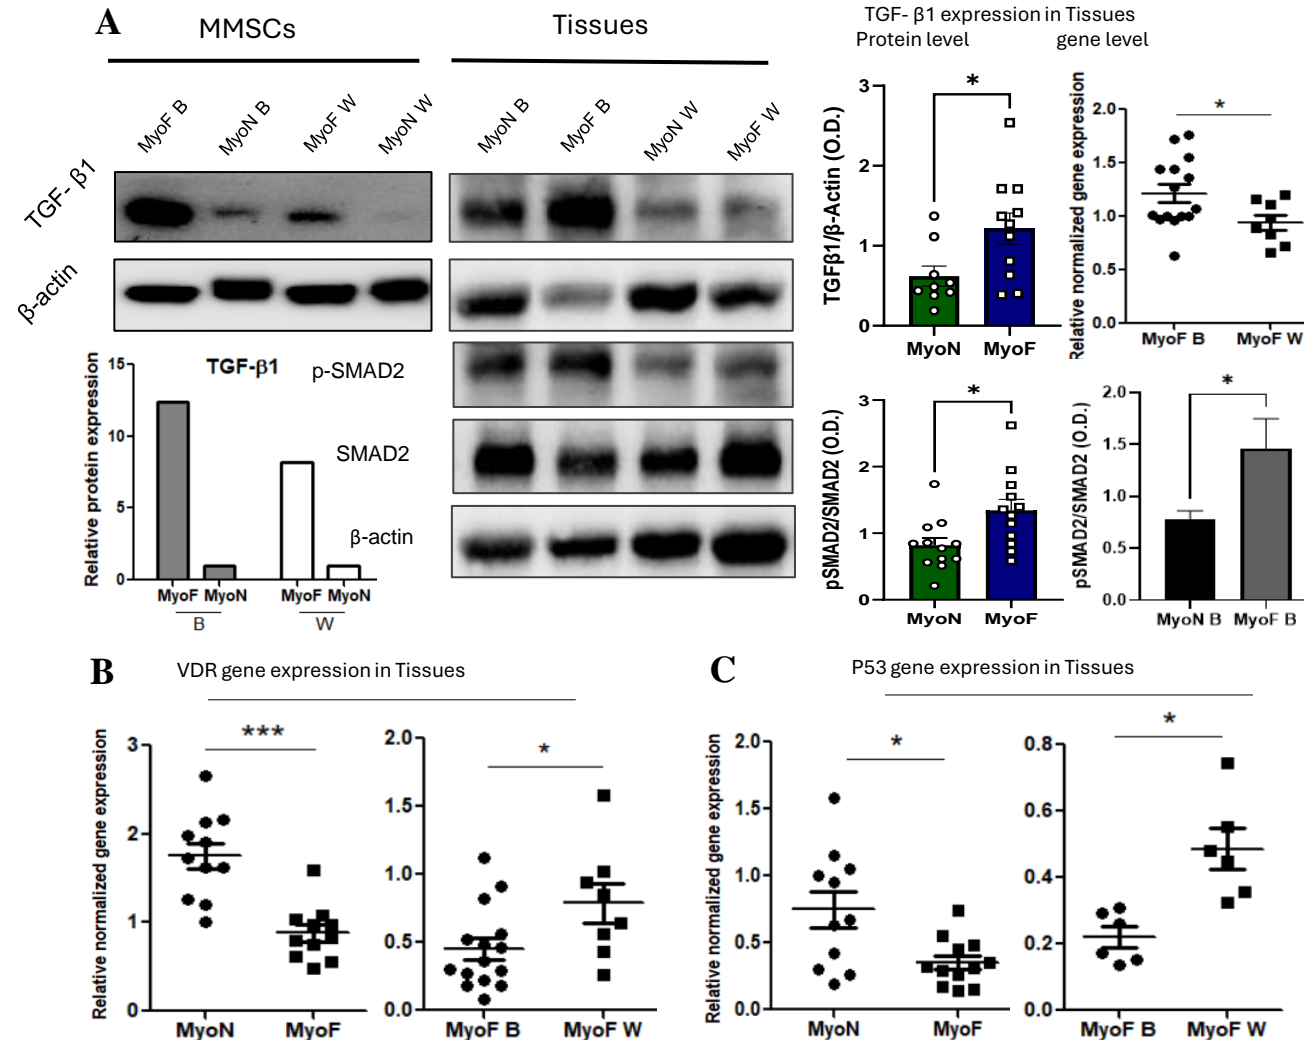 A
MMSCs
Tissues
MyoF B
MyoN B
MyoF W
MyoN W
MyoN B
MyoF B
MyoN W
MyoF W
TGF- β1
β-actin
p-SMAD2
SMAD2
β-actin
TGF-β1
Relative protein expression
15
10
5
0
MyoF MyoN
MyoF MyoN
B
W
TGF- β1 expression in Tissues
Protein level
gene level
TGFβ1/β-Actin (O.D.)
3
2
1
0
*
MyoN
MyoF
Relative normalized gene expression
2.0
1.5
1.0
0.5
0.0
*
MyoF B
MyoF W
pSMAD2/SMAD2 (O.D.)
3
2
1
0
*
MyoN
MyoF
pSMAD2/SMAD2 (O.D.)
2.0
1.5
1.0
0.5
0.0
*
MyoN B
MyoF B
B
VDR gene expression in Tissues
Relative normalized gene expression
3
2
1
0
***
MyoN
MyoF
2.0
1.5
1.0
0.5
0.0
*
MyoF B
MyoF W
C
P53 gene expression in Tissues
Relative normalized gene expression
2.0
1.5
1.0
0.5
0.0
*
MyoN
MyoF
0.8
0.6
0.4
0.2
0.0
*
MyoF B
MyoF W